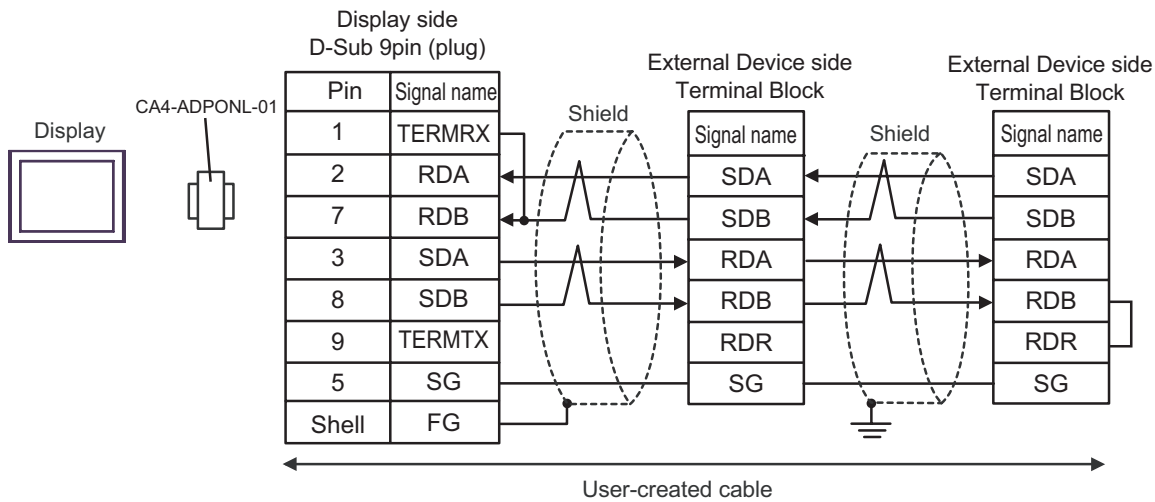 Display side
D-Sub 9pin (plug)
External Device side
Terminal Block
External Device side
Terminal Block
Display
CA4-ADPONL-01
Shield
Shield
Pin Signal name
1 TERMRX
2 RDA
7 RDB
3 SDA
8 SDB
9 TERMTX
5 SG
Shell FG
Signal name
SDA
SDB
RDA
RDB
RDR
SG
Signal name
SDA
SDB
RDA
RDB
RDR
SG
User-created cable